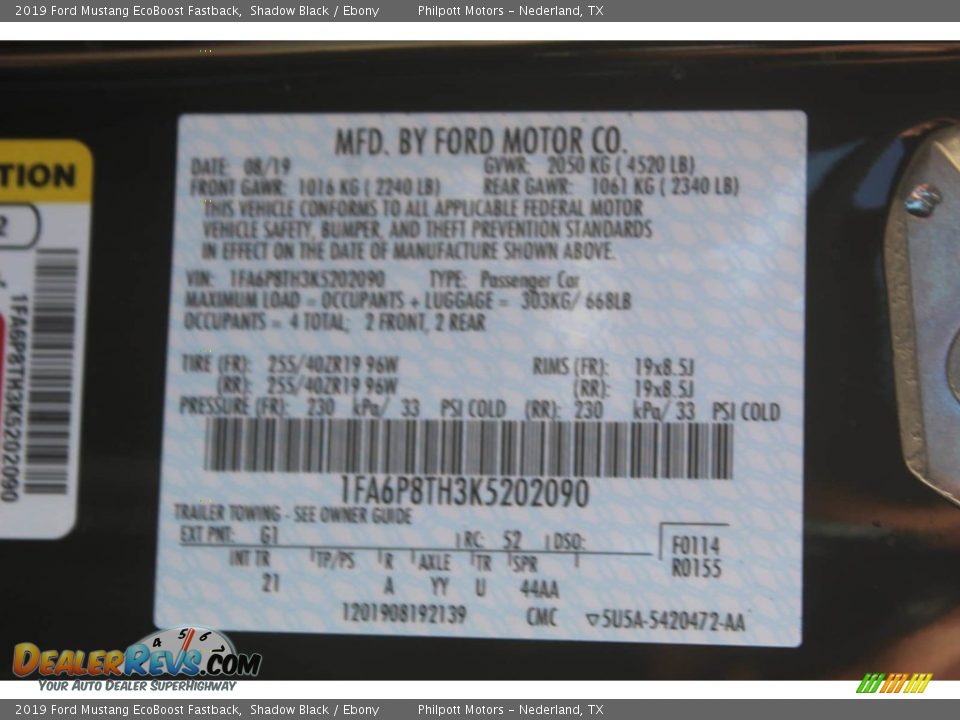 2019 Ford Mustang EcoBoost Fastback, Shadow Black / Ebony Philpott Motors - Nederland, TX
TION
1FA6P8TH3K5202090
MFD. BY FORD MOTOR CO.
DATE: 08/19 GVWR: 2050 KG ( 4520 LB)
FRONT GAWR: 1016 KG ( 2240 LB) REAR GAWR: 1061 KG ( 2340 LB)
THIS VEHICLE CONFORMS TO ALL APPLICABLE FEDERAL MOTOR
VEHICLE SAFETY, BUMPER, AND THEFT PREVENTION STANDARDS
IN EFFECT ON THE DATE OF MANUFACTURE SHOWN ABOVE.
VIN: 1FA6P8TH3K5202090 TYPE: Passenger Car
MAXIMUM LOAD = OCCUPANTS + LUGGAGE = 303KG/ 668LB
OCCUPANTS = 4 TOTAL; 2 FRONT, 2 REAR
TIRE (FR): 255/40ZR19 96W RIMS (FR): 19x8.5J
(RR): 255/40ZR19 96W (RR): 19x8.5J
PRESSURE (FR): 230 kPa/ 33 PSI COLD (RR): 230 kPa/ 33 PSI COLD
1FA6P8TH3K5202090
TRAILER TOWING - SEE OWNER GUIDE
EXT PNT: G1 RC: 52 DSO: F0114
R0155
INT TR TP/PS R AXLE TR SPR
21 A YY U 44AA
1201908192139 CMC ▽5U5A-5420472-AA
4 5 6
DEALERREVS.COM
YOUR AUTO DEALER SUPERHIGHWAY
2019 Ford Mustang EcoBoost Fastback, Shadow Black / Ebony Philpott Motors - Nederland, TX